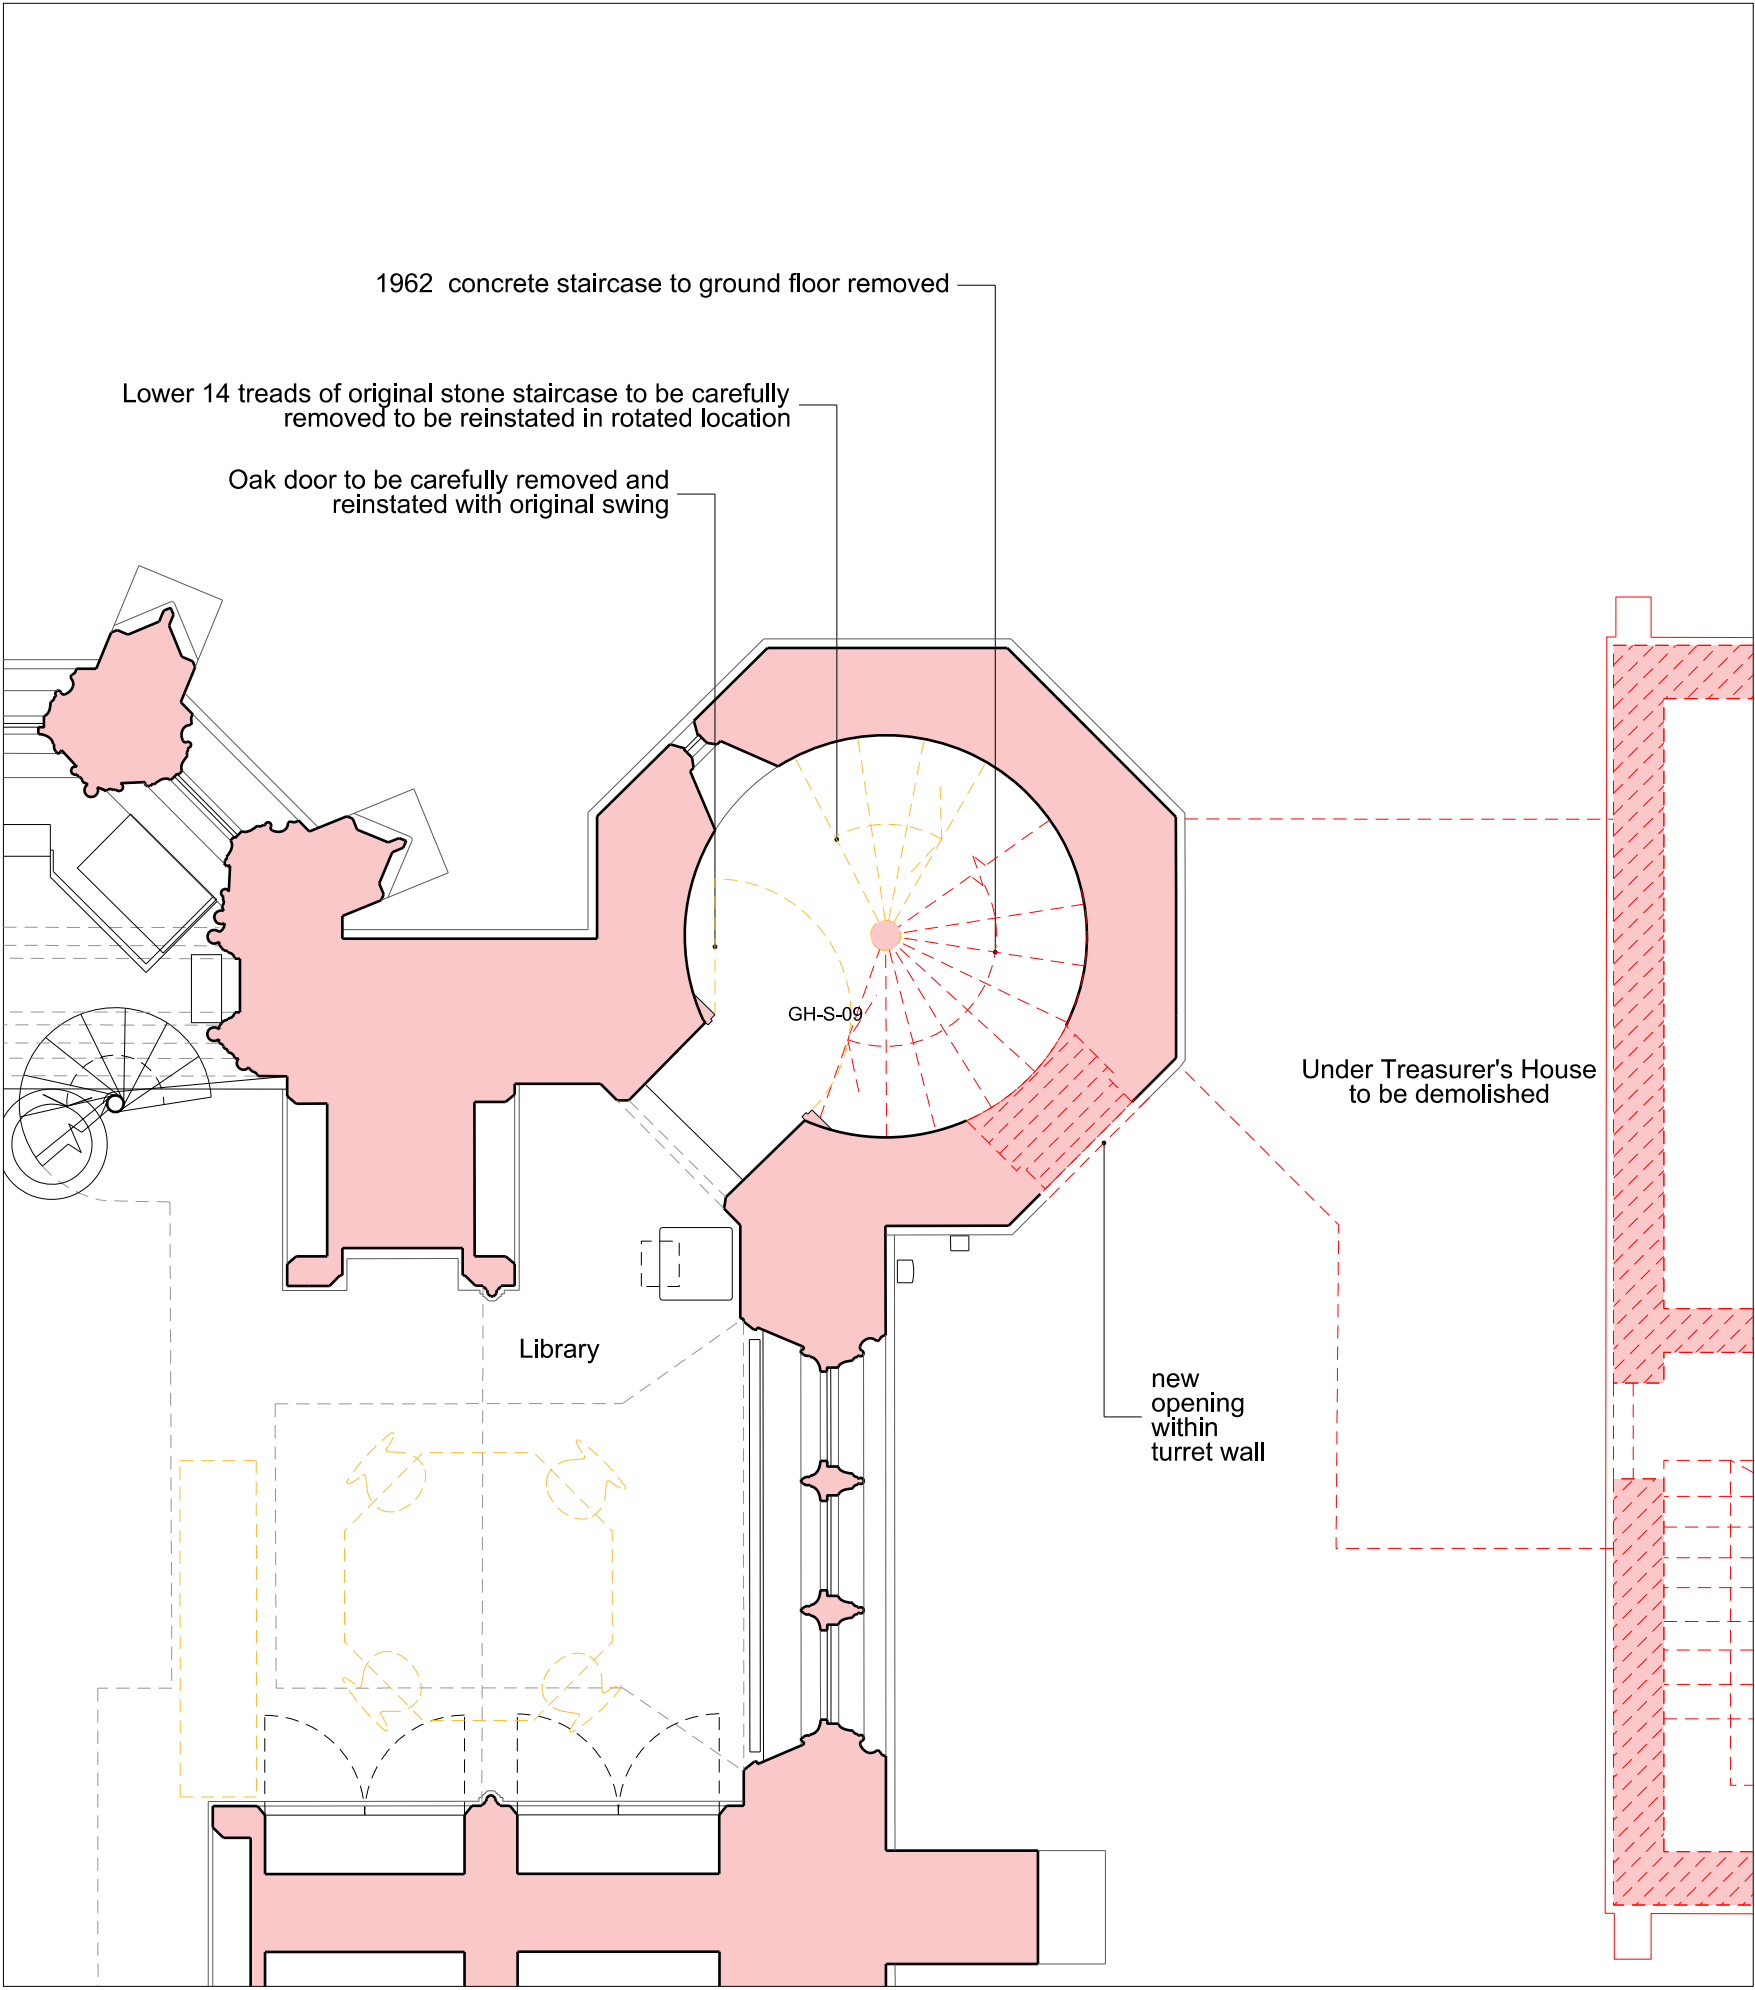 1962 concrete staircase to ground floor removed
Lower 14 treads of original stone staircase to be carefully
removed to be reinstated in rotated location
Oak door to be carefully removed and
reinstated with original swing
GH-S-09
Under Treasurer's House
to be demolished
Library
new
opening
within
turret wall